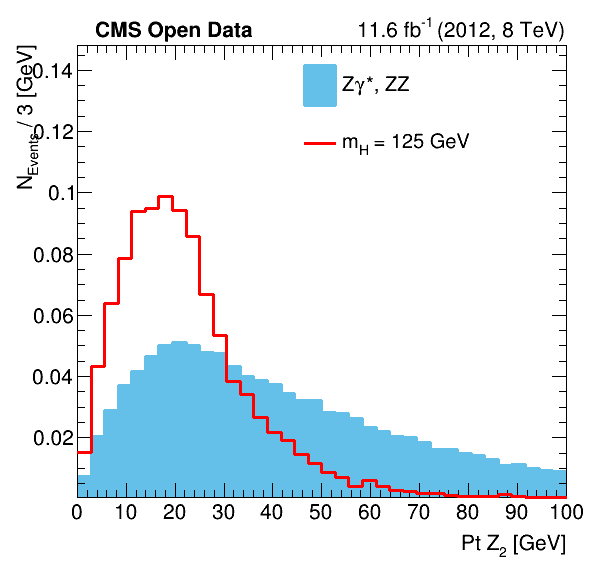 CMS Open Data 11.6 fb⁻¹ (2012, 8 TeV)
N_Events / 3 [GeV]
0.14
0.12
0.1
0.08
0.06
0.04
0.02
Zγ*, ZZ
m_H = 125 GeV
0 10 20 30 40 50 60 70 80 90 100
Pt Z₂ [GeV]